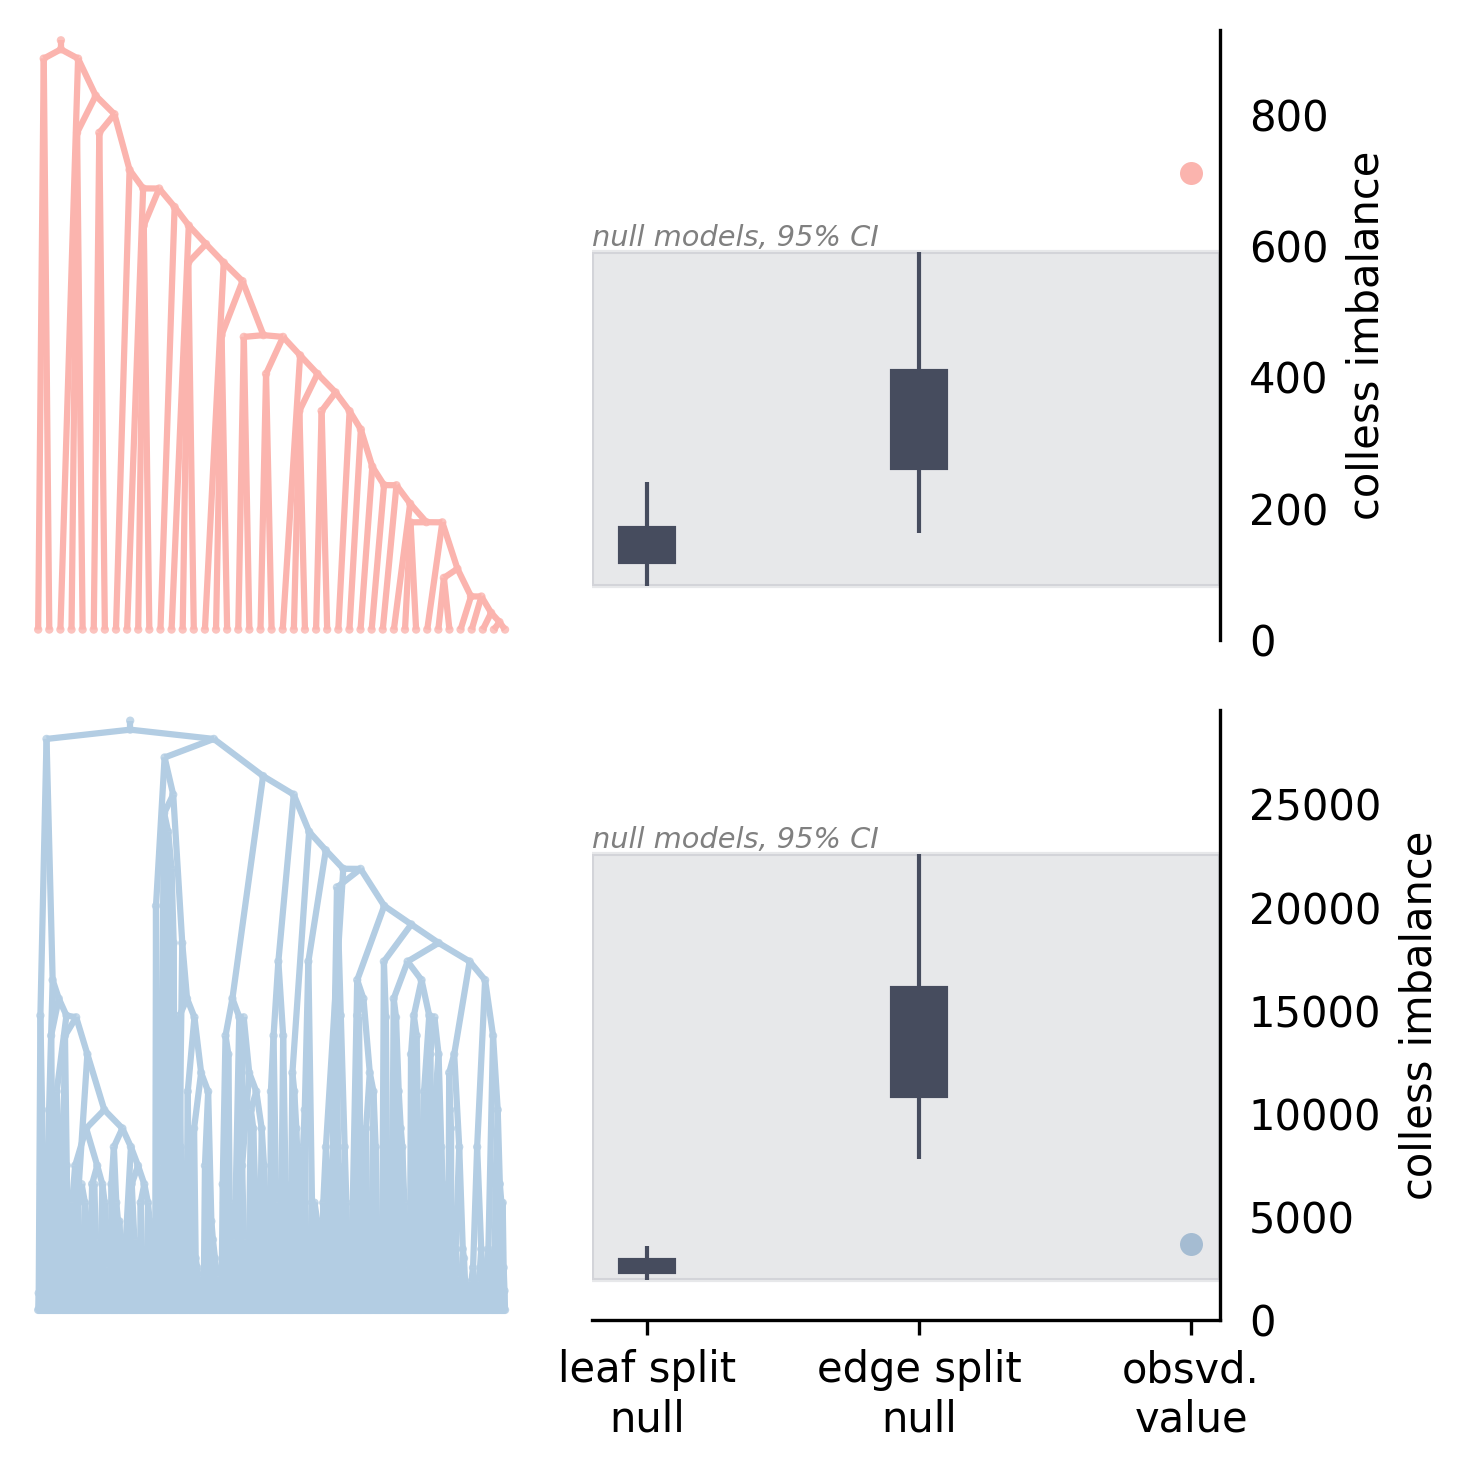 null models, 95% CI
800
600
400
200
0
colless imbalance
null models, 95% CI
25000
20000
15000
10000
5000
0
colless imbalance
leaf split
null
edge split
null
obsvd.
value